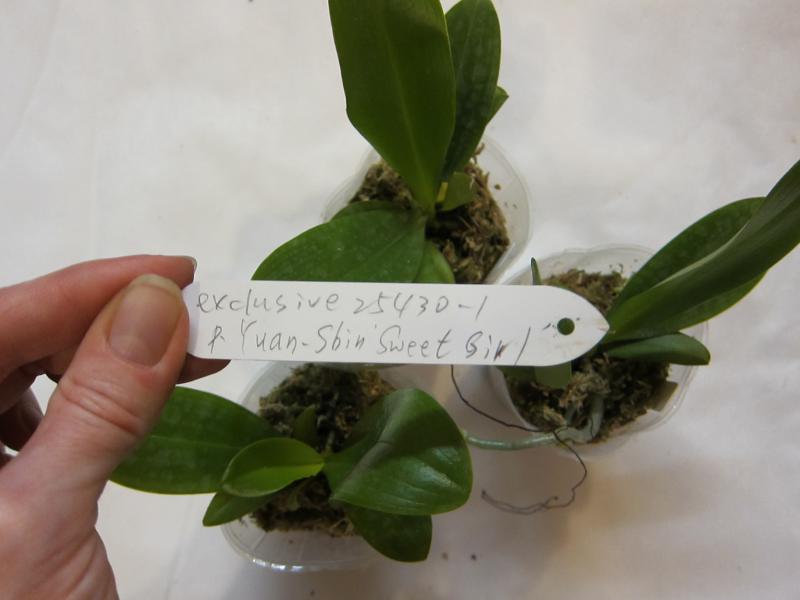 exclusive 25430-1
P. Yuan-Shin 'Sweet Girl'